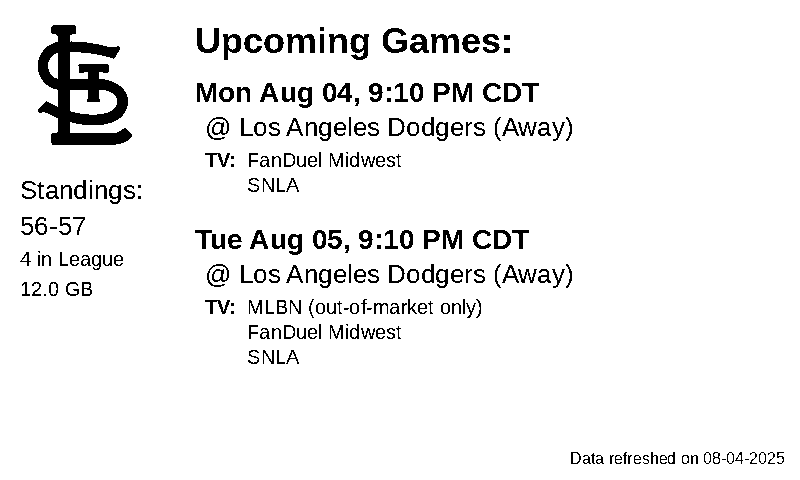 STL
Standings:
56-57
4 in League
12.0 GB
Upcoming Games:
Mon Aug 04, 9:10 PM CDT
@ Los Angeles Dodgers (Away)
TV: FanDuel Midwest
SNLA
Tue Aug 05, 9:10 PM CDT
@ Los Angeles Dodgers (Away)
TV: MLBN (out-of-market only)
FanDuel Midwest
SNLA
Data refreshed on 08-04-2025